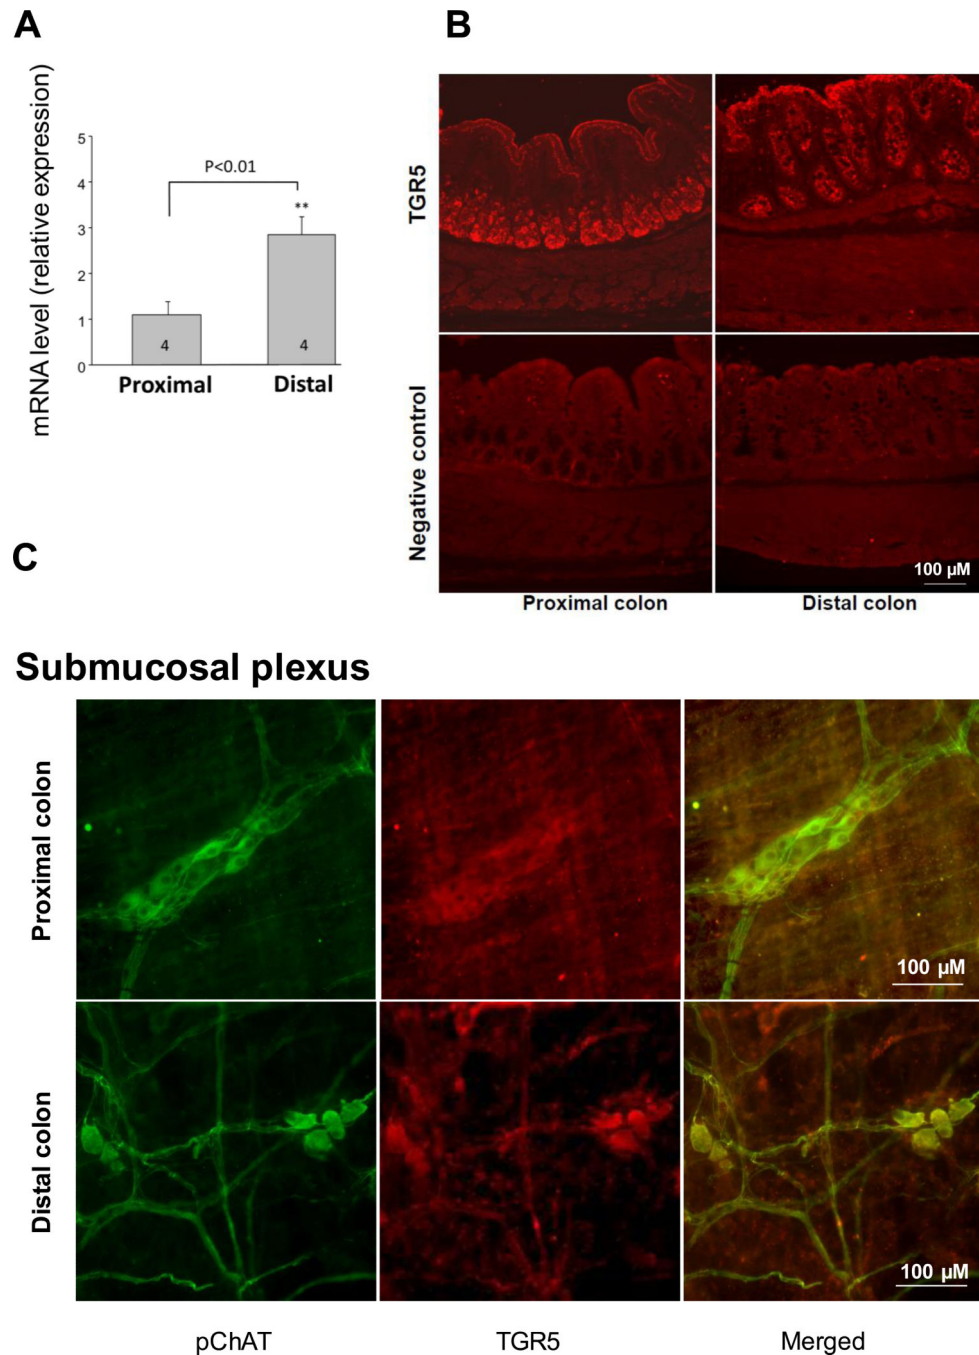 A
B
mRNA level (relative expression)
5
4
3
2
1
0
P<0.01
**
4
4
Proximal
Distal
TGR5
Negative control
100 µM
Proximal colon
Distal colon
C
Submucosal plexus
Proximal colon
100 µM
Distal colon
100 µM
pChAT
TGR5
Merged